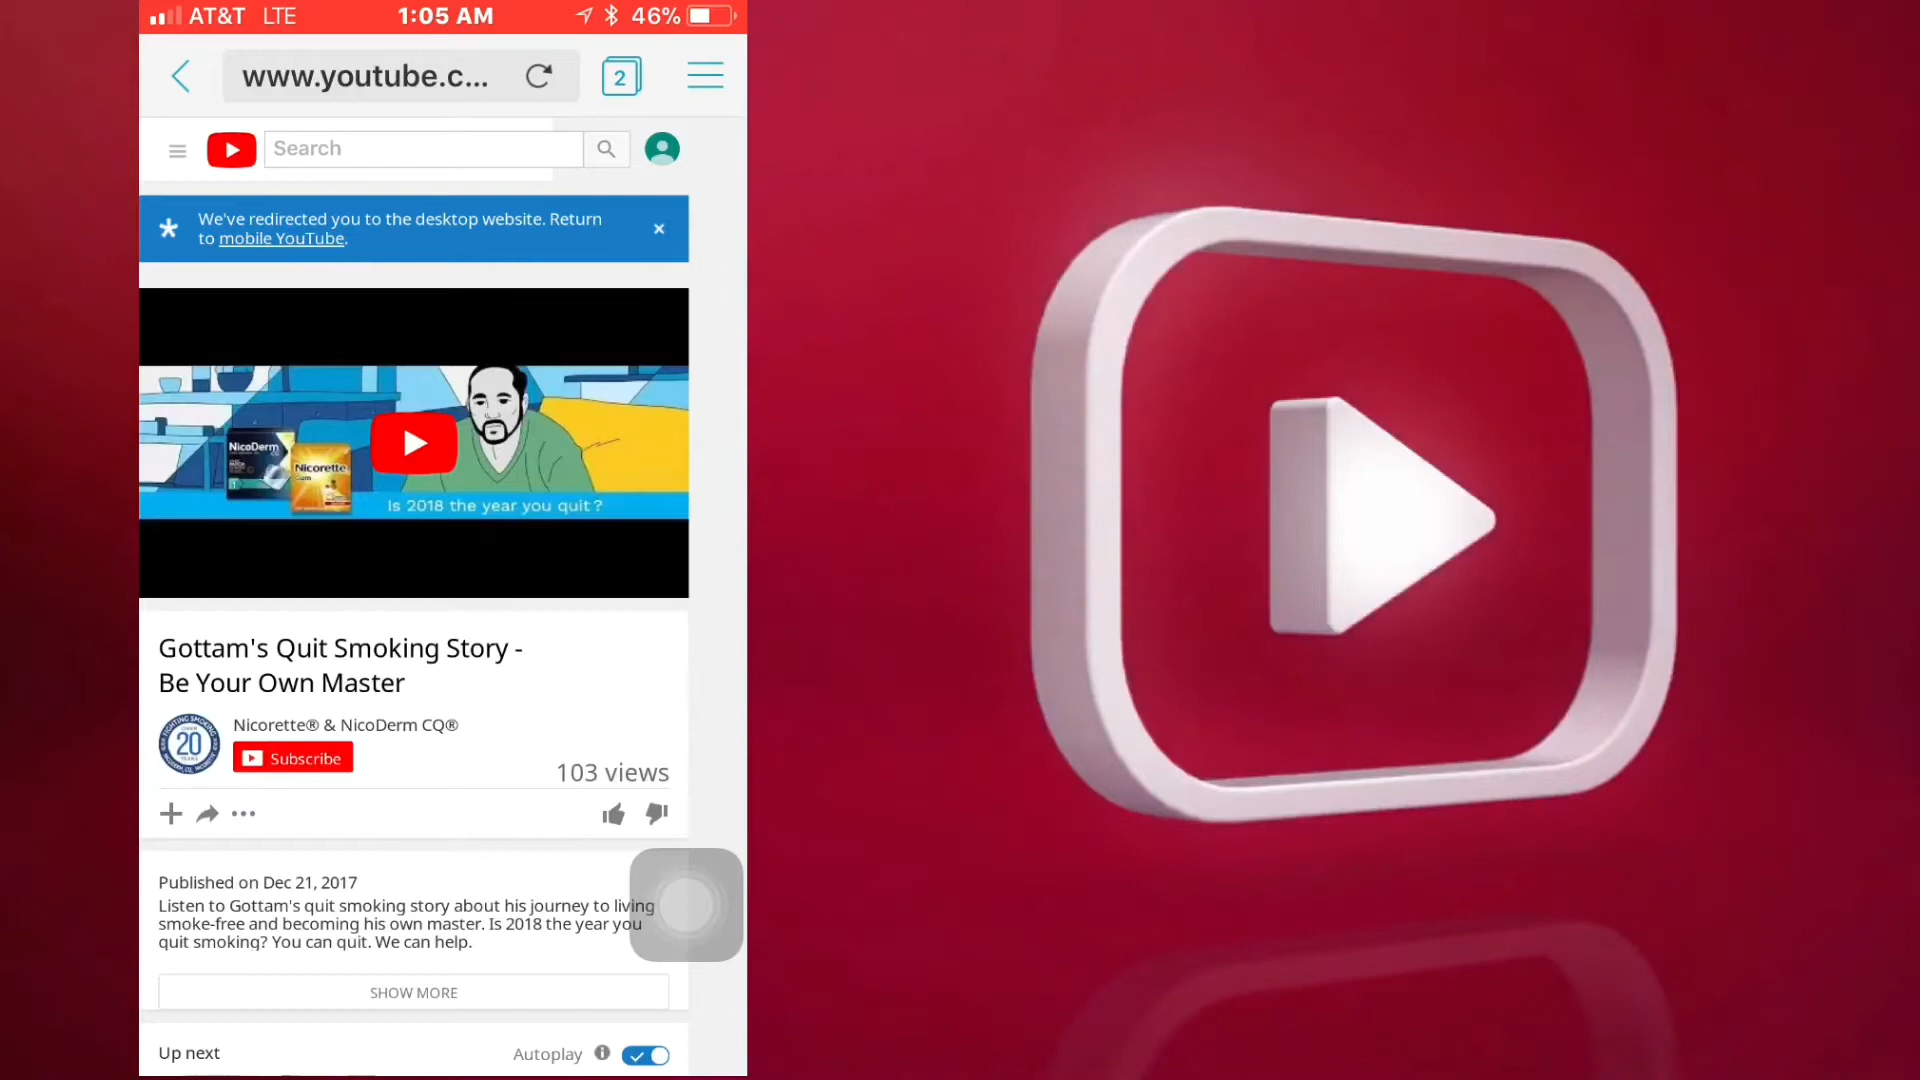 AT&T LTE 1:05 AM 46%
www.youtube.c... 2
Search
We've redirected you to the desktop website. Return
to mobile YouTube.
NicoDerm
Nicorette
Is 2018 the year you quit?
Gottam's Quit Smoking Story -
Be Your Own Master
FIGHTING SMOKING
20
YEARS
Nicorette® & NicoDerm CQ®
Subscribe
103 views
Published on Dec 21, 2017
Listen to Gottam's quit smoking story about his journey to living
smoke-free and becoming his own master. Is 2018 the year you
quit smoking? You can quit. We can help.
SHOW MORE
Up next
Autoplay